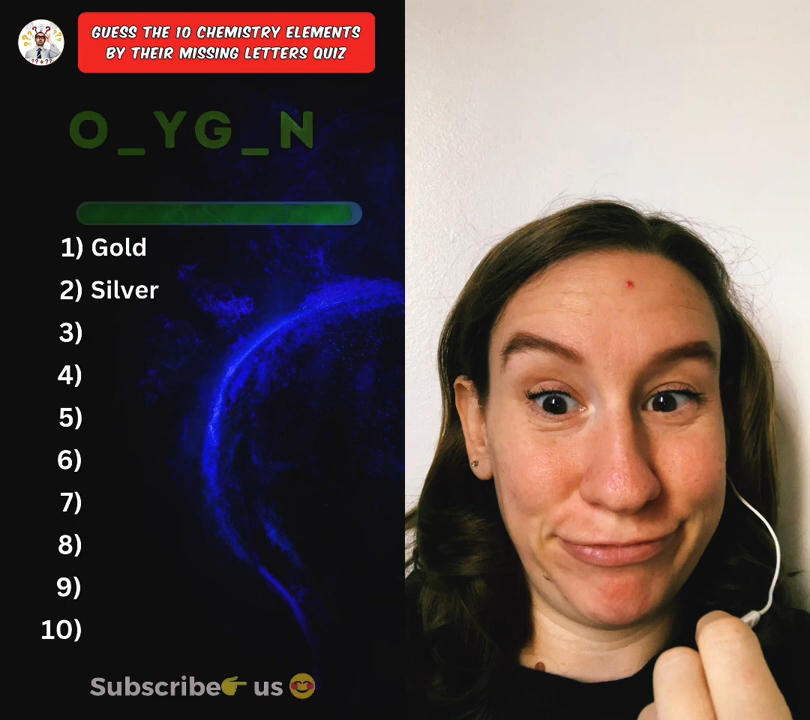 GUESS THE 10 CHEMISTRY ELEMENTS
BY THEIR MISSING LETTERS QUIZ
O_YG_N
1) Gold
2) Silver
3)
4)
5)
6)
7)
8)
9)
10)
Subscribe👉 us 😊